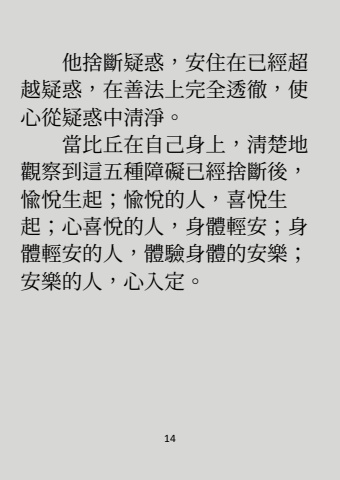 他捨斷疑惑，安住在已經超
越疑惑，在善法上完全透徹，使
心從疑惑中清淨。
當比丘在自己身上，清楚地
觀察到這五種障礙已經捨斷後，
愉悅生起；愉悅的人，喜悅生
起；心喜悅的人，身體輕安；身
體輕安的人，體驗身體的安樂；
安樂的人，心入定。
14